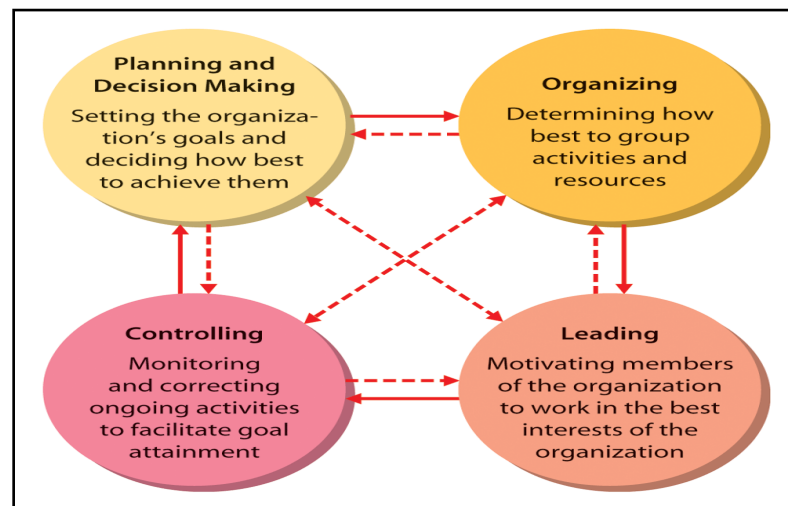 Planning and
Decision Making
Setting the organiza-
tion's goals and
deciding how best
to achieve them
Organizing
Determining how
best to group
activities and
resources
Controlling
Monitoring
and correcting
ongoing activities
to facilitate goal
attainment
Leading
Motivating members
of the organization
to work in the best
interests of the
organization